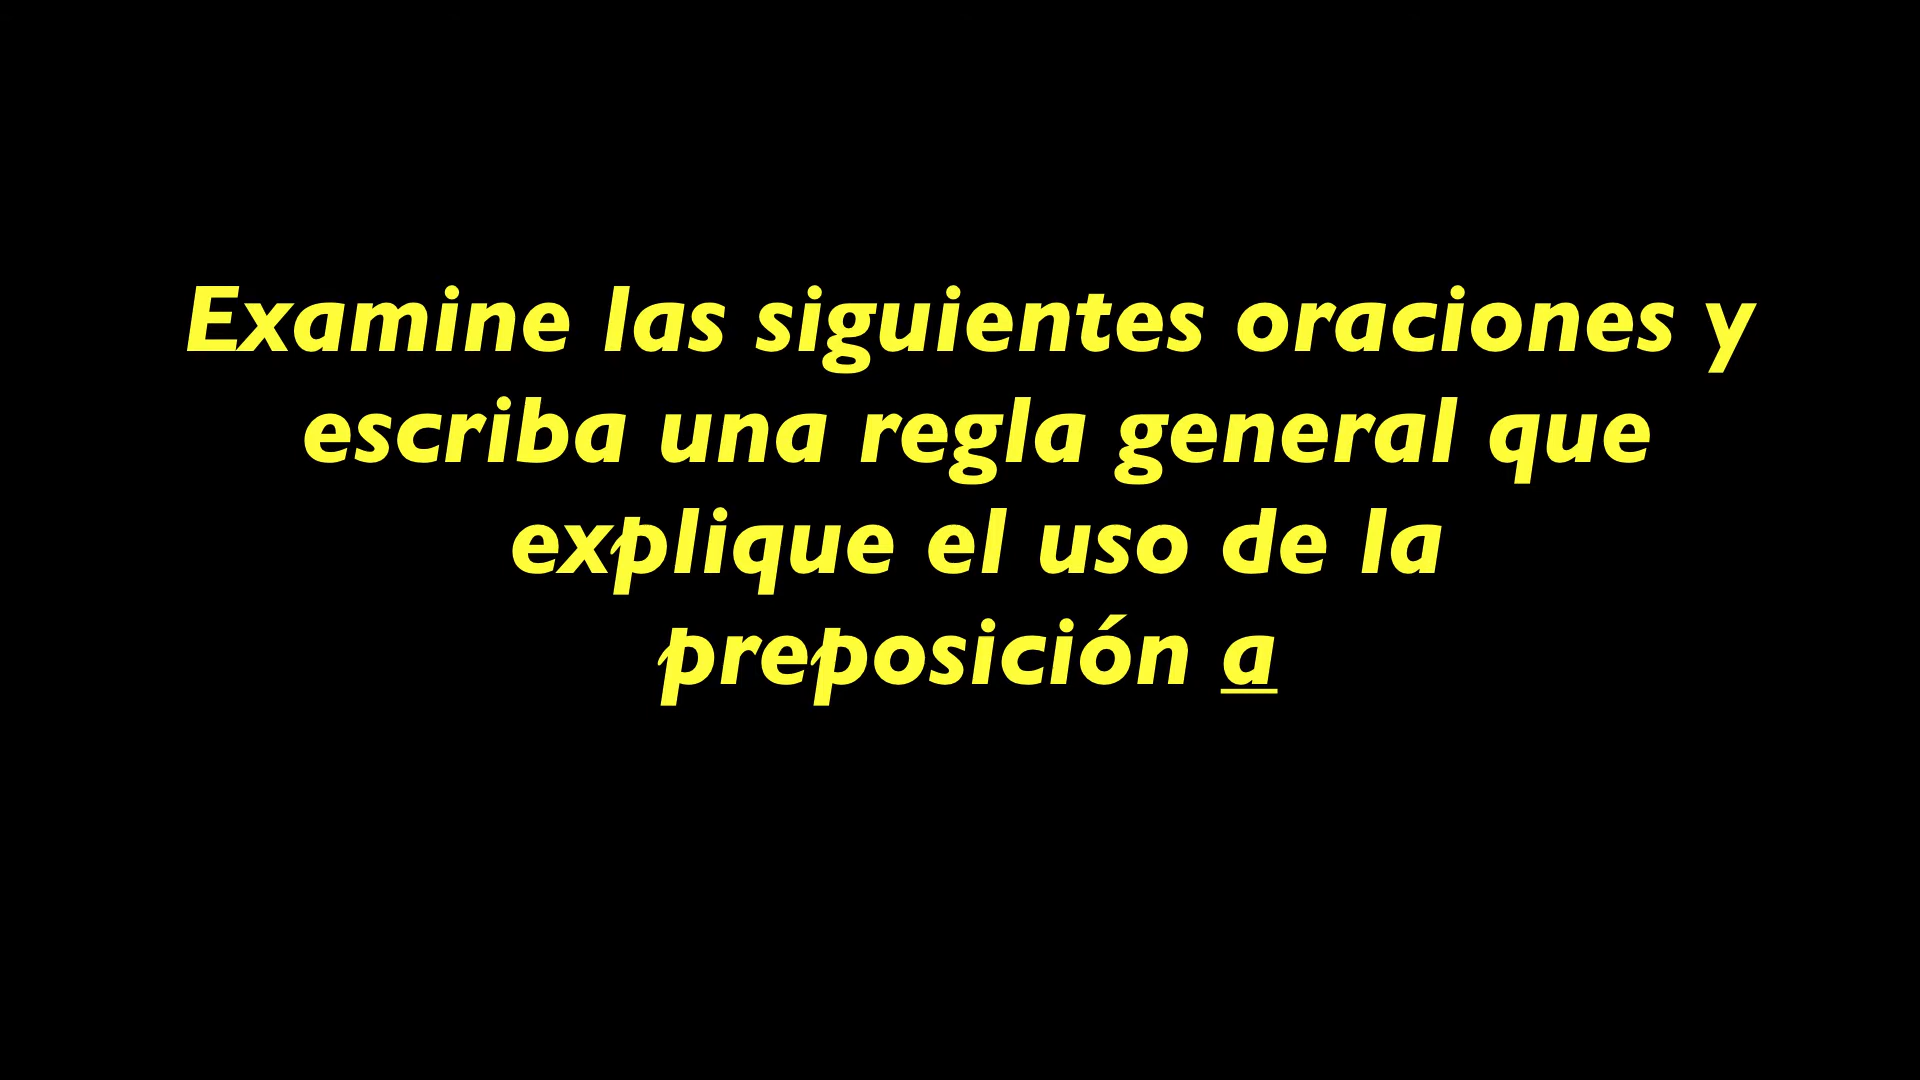 Examine las siguientes oraciones y
escriba una regla general que
explique el uso de la
preposición a